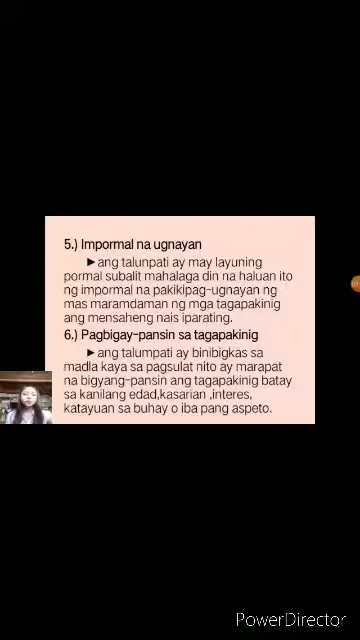 5.) Impormal na ugnayan
►ang talunpati ay may layuning
pormal subalit mahalaga din na haluan ito
ng impormal na pakikipag-ugnayan ng
mas maramdaman ng mga tagapakinig
ang mensaheng nais iparating.
6.) Pagbigay-pansin sa tagapakinig
►ang talumpati ay binibigkas sa
madla kaya sa pagsulat nito ay marapat
na bigyang-pansin ang tagapakinig batay
sa kanilang edad,kasarian ,interes,
katayuan sa buhay o iba pang aspeto.
PowerDirector